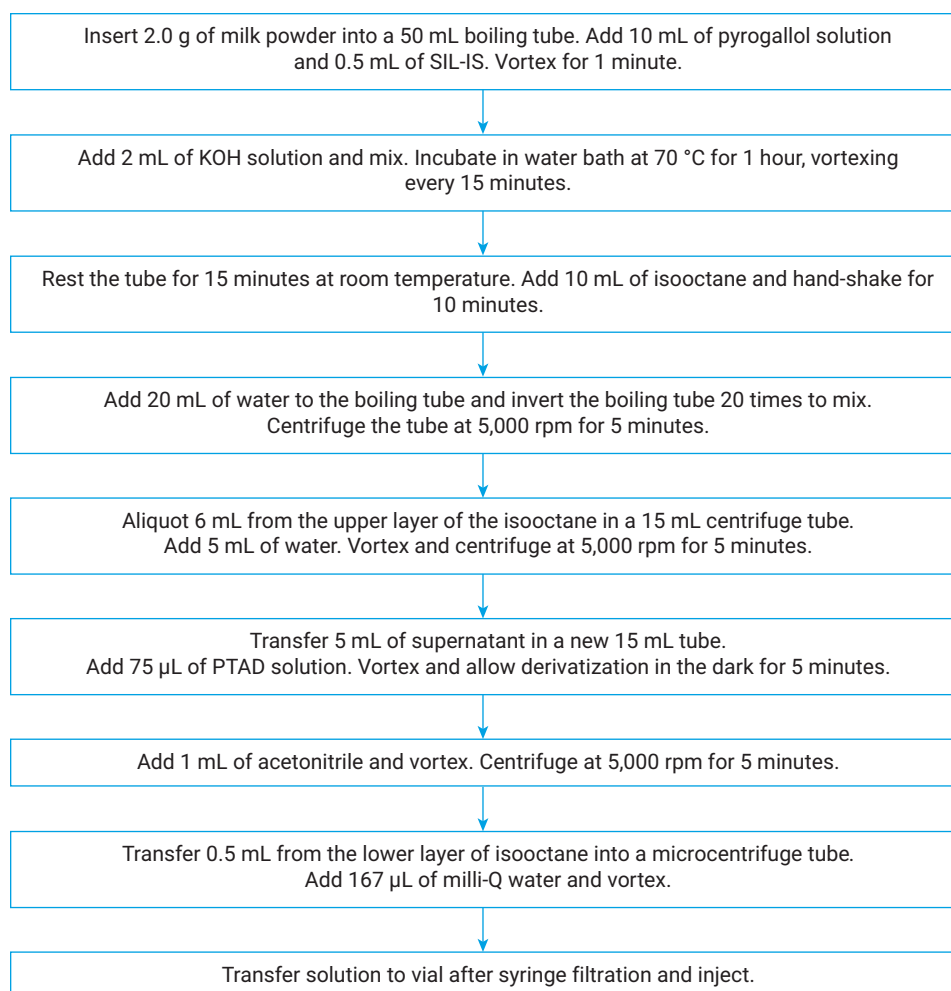 Insert 2.0 g of milk powder into a 50 mL boiling tube. Add 10 mL of pyrogallol solution
and 0.5 mL of SIL-IS. Vortex for 1 minute.
Add 2 mL of KOH solution and mix. Incubate in water bath at 70 °C for 1 hour, vortexing
every 15 minutes.
Rest the tube for 15 minutes at room temperature. Add 10 mL of isooctane and hand-shake for
10 minutes.
Add 20 mL of water to the boiling tube and invert the boiling tube 20 times to mix.
Centrifuge the tube at 5,000 rpm for 5 minutes.
Aliquot 6 mL from the upper layer of the isooctane in a 15 mL centrifuge tube.
Add 5 mL of water. Vortex and centrifuge at 5,000 rpm for 5 minutes.
Transfer 5 mL of supernatant in a new 15 mL tube.
Add 75 µL of PTAD solution. Vortex and allow derivatization in the dark for 5 minutes.
Add 1 mL of acetonitrile and vortex. Centrifuge at 5,000 rpm for 5 minutes.
Transfer 0.5 mL from the lower layer of isooctane into a microcentrifuge tube.
Add 167 µL of milli-Q water and vortex.
Transfer solution to vial after syringe filtration and inject.